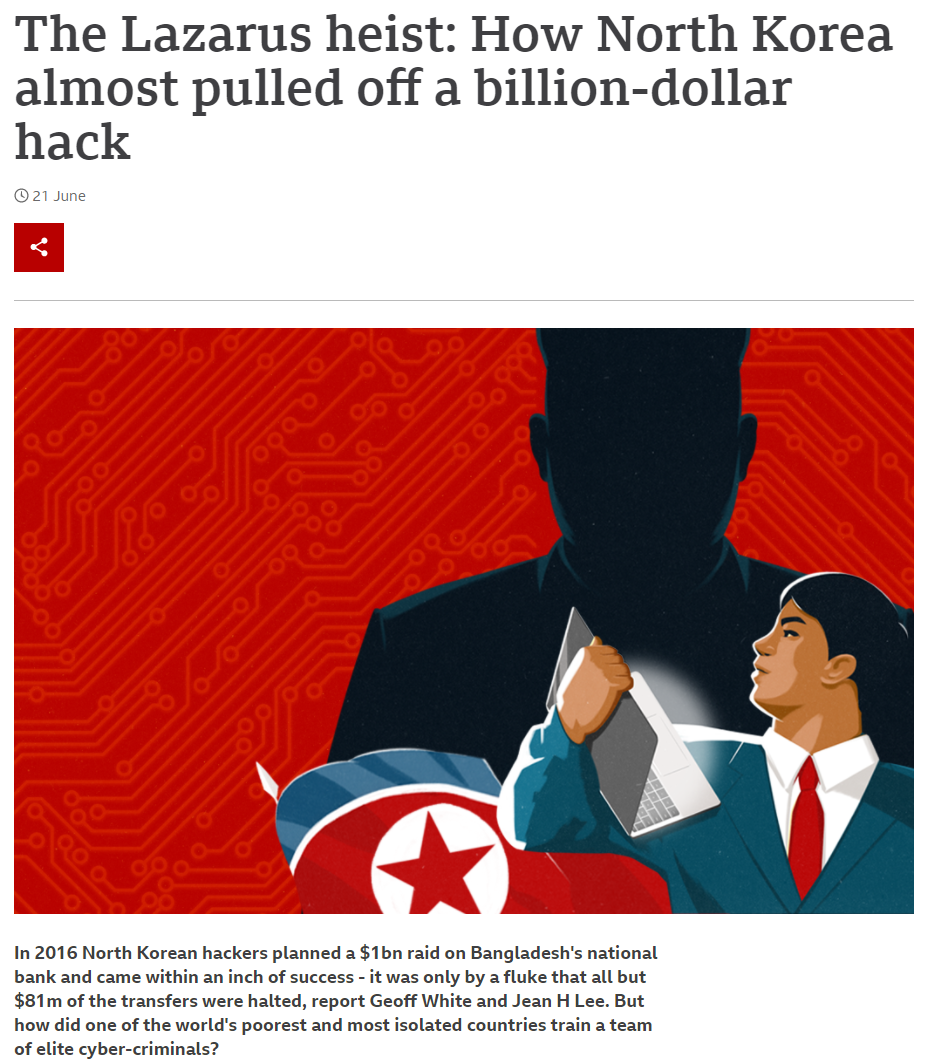 The Lazarus heist: How North Korea
almost pulled off a billion-dollar
hack
21 June
In 2016 North Korean hackers planned a $1bn raid on Bangladesh's national
bank and came within an inch of success - it was only by a fluke that all but
$81m of the transfers were halted, report Geoff White and Jean H Lee. But
how did one of the world's poorest and most isolated countries train a team
of elite cyber-criminals?